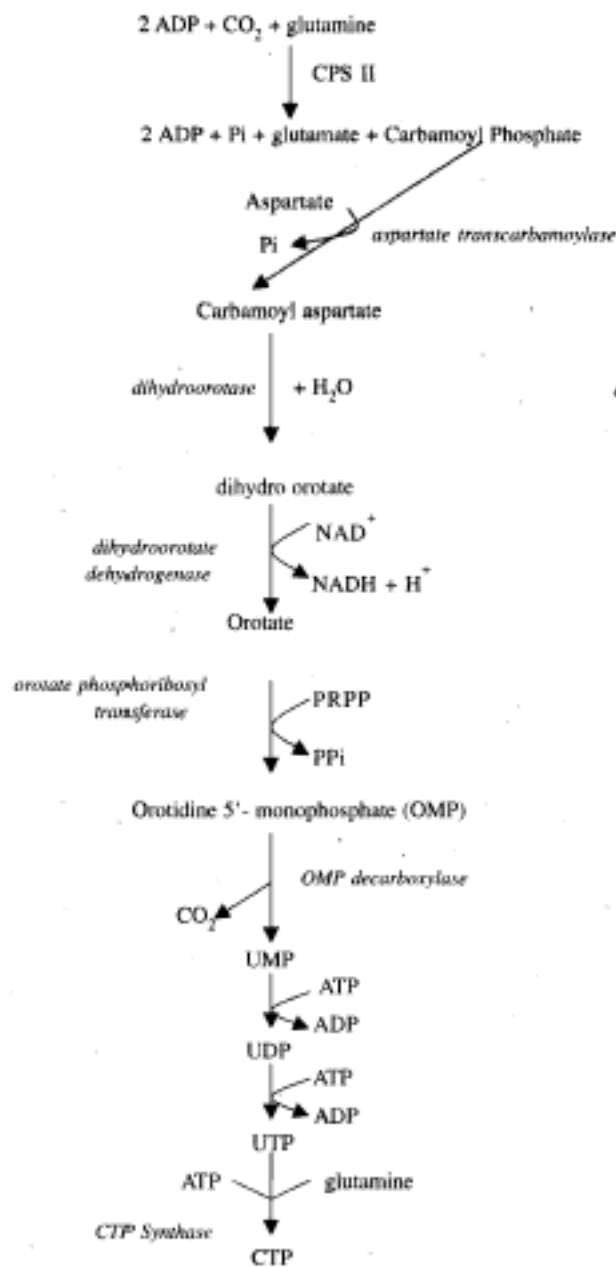 2 ADP + CO₂ + glutamine
CPS II
2 ADP + Pi + glutamate + Carbamoyl Phosphate
Aspartate
aspartate transcarbamoylase
Pi
Carbamoyl aspartate
dihydroorotase
+ H₂O
dihydro orotate
NAD⁺
dihydroorotate
dehydrogenase
NADH + H⁺
Orotate
orotate phosphoribosyl
transferase
PRPP
PPi
Orotidine 5'- monophosphate (OMP)
OMP decarboxylase
CO₂
UMP
ATP
ADP
UDP
ATP
ADP
UTP
ATP
glutamine
CTP Synthase
CTP